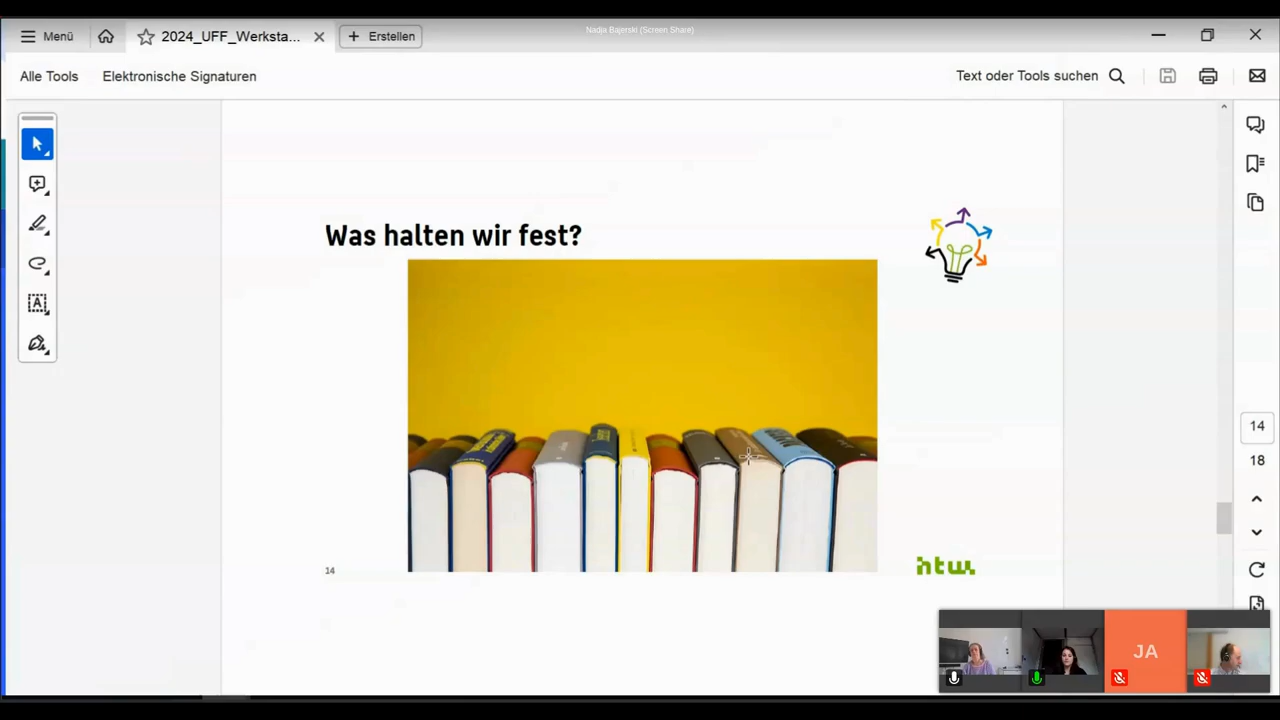 Nadja Bajerski (Screen Share)
Menü
2024_UFF_Werksta...
Erstellen
Alle Tools
Elektronische Signaturen
Text oder Tools suchen
Was halten wir fest?
14
htw
14
18
JA